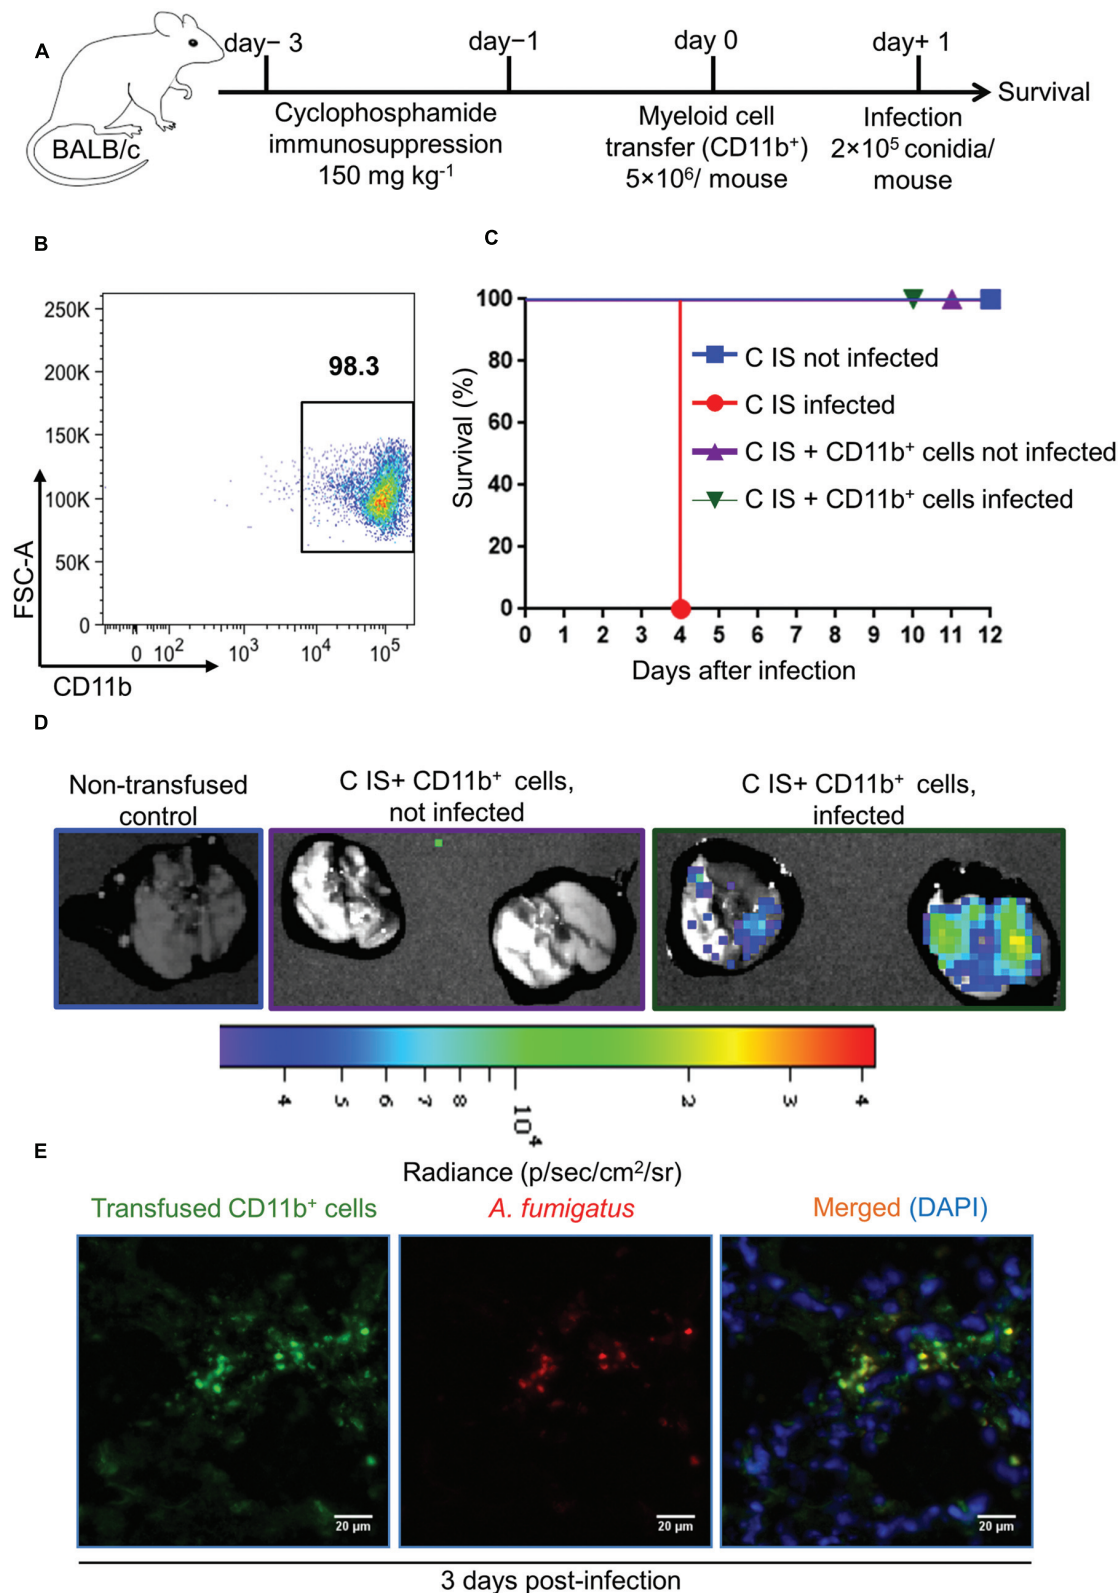 A
day− 3
day−1
day 0
day+ 1
Survival
BALB/c
Cyclophosphamide
immunosuppression
150 mg kg-1
Myeloid cell
transfer (CD11b+)
5×10⁶/ mouse
Infection
2×10⁵ conidia/
mouse
B
250K
200K
150K
100K
50K
0
98.3
FSC-A
0 10² 10³ 10⁴ 10⁵
CD11b
C
100
80
60
40
20
0
Survival (%)
C IS not infected
C IS infected
C IS + CD11b+ cells not infected
C IS + CD11b+ cells infected
0 1 2 3 4 5 6 7 8 9 10 11 12
Days after infection
D
Non-transfused
control
C IS+ CD11b+ cells,
not infected
C IS+ CD11b+ cells,
infected
4 5 6 7 8 10⁴ 2 3 4
Radiance (p/sec/cm²/sr)
E
Transfused CD11b+ cells
A. fumigatus
Merged (DAPI)
20 μm
20 μm
20 μm
3 days post-infection